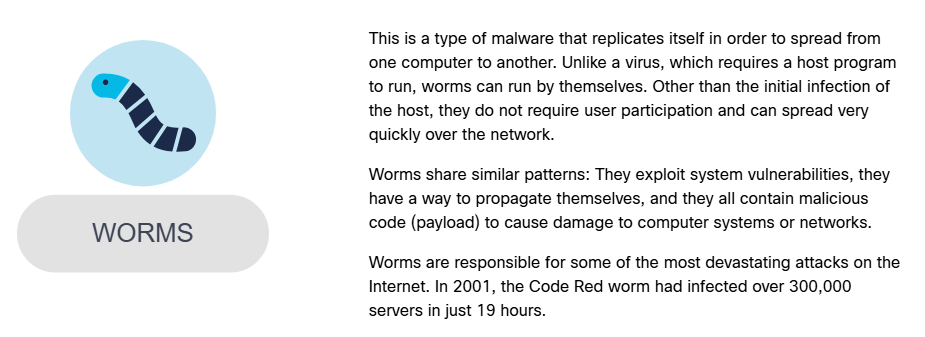 WORMS
This is a type of malware that replicates itself in order to spread from
one computer to another. Unlike a virus, which requires a host program
to run, worms can run by themselves. Other than the initial infection of
the host, they do not require user participation and can spread very
quickly over the network.
Worms share similar patterns: They exploit system vulnerabilities, they
have a way to propagate themselves, and they all contain malicious
code (payload) to cause damage to computer systems or networks.
Worms are responsible for some of the most devastating attacks on the
Internet. In 2001, the Code Red worm had infected over 300,000
servers in just 19 hours.